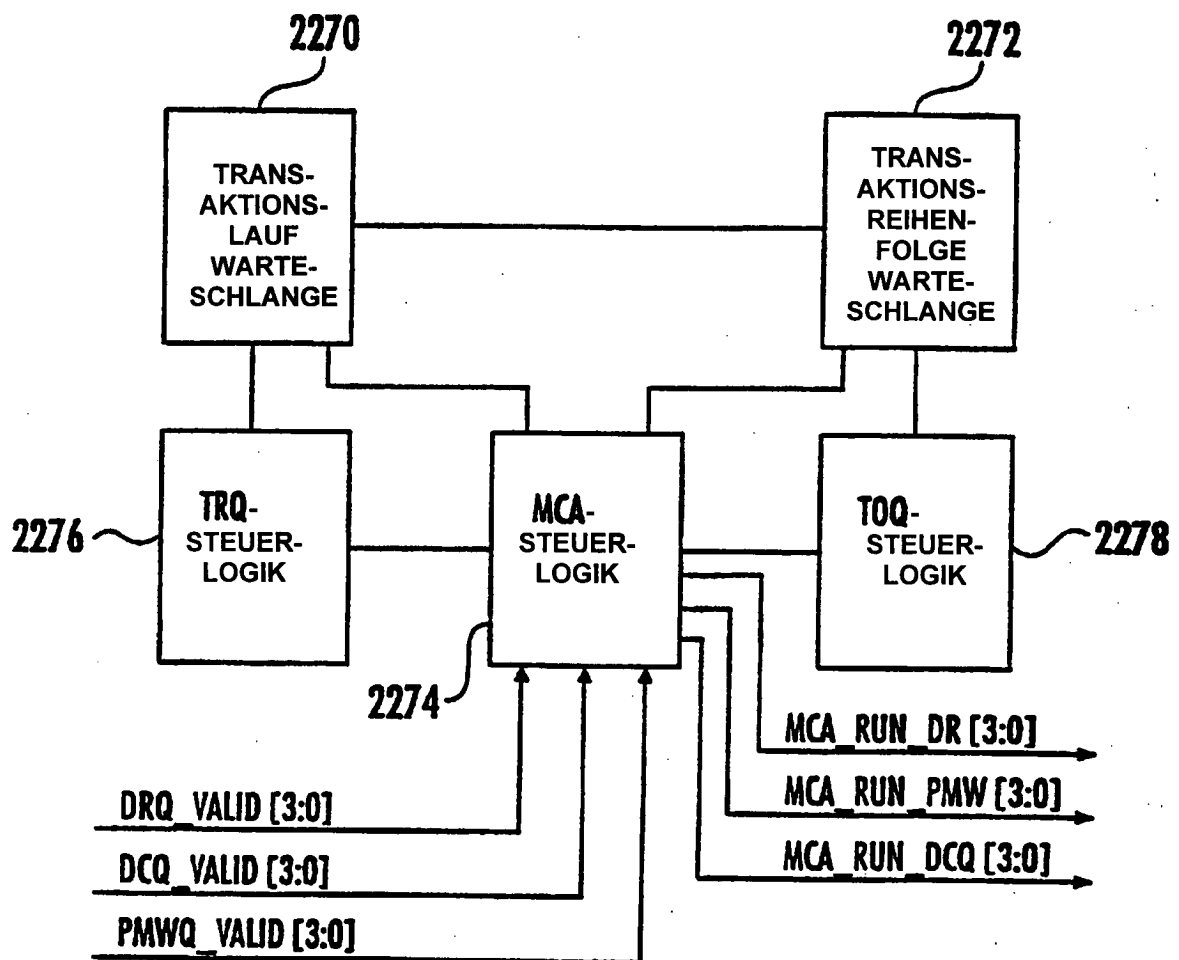 2270
2272
TRANS-
AKTIONS-
LAUF
WARTE-
SCHLANGE
TRANS-
AKTIONS-
REIHEN-
FOLGE
WARTE-
SCHLANGE
2276
TRQ-
STEUER-
LOGIK
MCA-
STEUER-
LOGIK
TOQ-
STEUER-
LOGIK
2278
2274
MCA_RUN_DR [3:0]
MCA_RUN_PMW [3:0]
MCA_RUN_DCQ [3:0]
DRQ_VALID [3:0]
DCQ_VALID [3:0]
PMWQ_VALID [3:0]